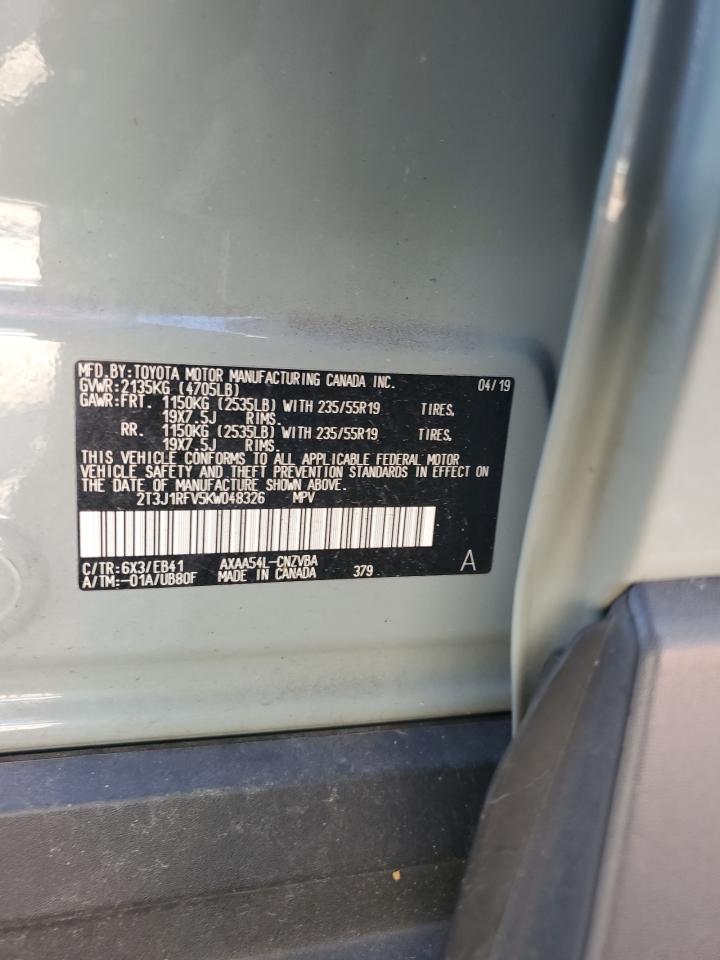 MFD.BY:TOYOTA MOTOR MANUFACTURING CANADA INC. 04/19
GVWR:2135KG (4705LB)
GAWR:FRT. 1150KG (2535LB) WITH 235/55R19 TIRES,
19X7.5J RIMS.
RR. 1150KG (2535LB) WITH 235/55R19 TIRES,
19X7.5J RIMS.
THIS VEHICLE CONFORMS TO ALL APPLICABLE FEDERAL MOTOR
VEHICLE SAFETY AND THEFT PREVENTION STANDARDS IN EFFECT ON
THE DATE OF MANUFACTURE SHOWN ABOVE.
2T3J1RFV5KW048326 MPV
C/TR:6X3/EB41 AXAA54L-CNZVBA
A/TM:-01A/UB80F MADE IN CANADA 379 A